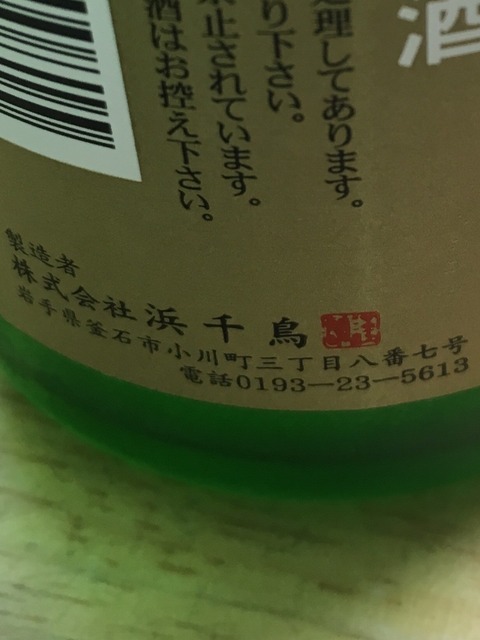 酒
処理してあります。
り下さい。
止されています。
酒はお控え下さい。
製造者
株式会社浜千鳥
岩手県釜石市小川町三丁目八番七号
電話0193―23―5613